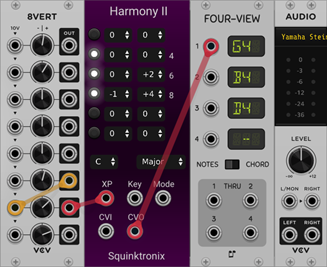 8VERT
10V
- | +
OUT
VCV
Harmony II
0 0
0 0 4
0 +2 6
-1 +4 8
0 0
0 0
C Major
XP Key Mode
CVI CVO
Squinktronix
FOUR-VIEW
1 G4
2 B4
3 D4
4 --
NOTES CHORD
1 THRU 2
3 4
AUDIO
Yamaha Stein
0
-3
-6
-12
-24
-36
LEVEL
-∞ +12
L/MON RIGHT
LEFT RIGHT
VCV